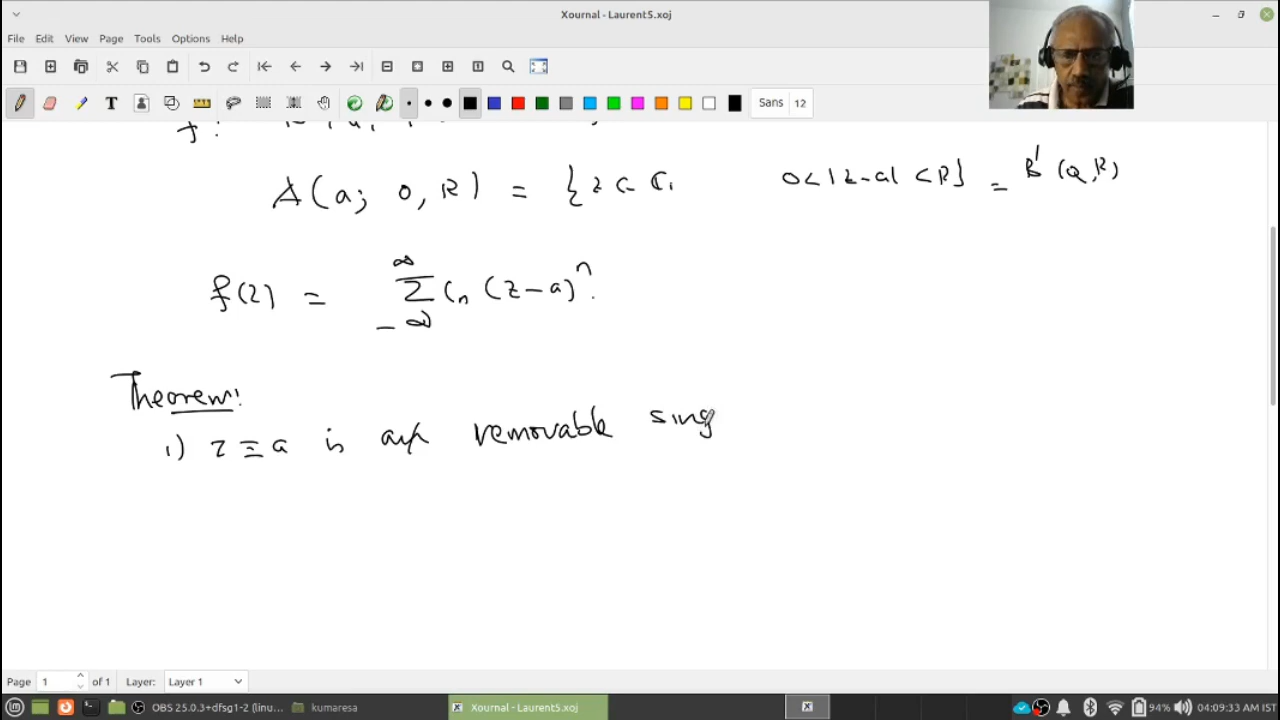 Xournal - Laurent5.xoj
File Edit View Page Tools Options Help
Sans 12
A(a; 0, R) = {z ∈ ℂ, 0<|z-a|<R} = B'(a,R)
f(z) = ∑_{-∞}^{∞} c_n (z-a)^n.
Theorem:
1) z = a is a removable sing
Page 1 of 1 Layer: Layer 1
OBS 25.0.3+dfsg1-2 (linu... kumaresa Xournal - Laurent5.xoj 94% 04:09:33 AM IST